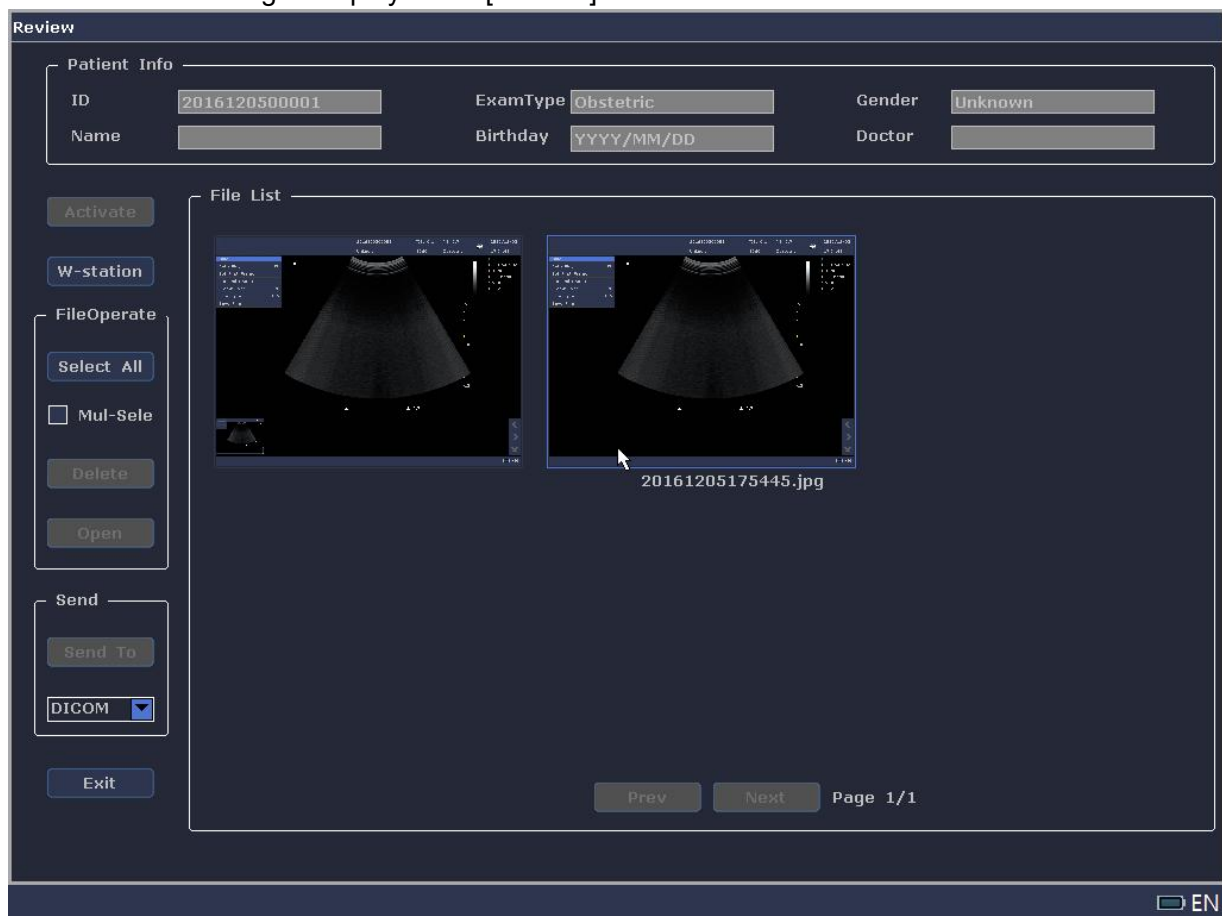 Review
Patient Info
ID 2016120500001 ExamType Obstetric Gender Unknown
Name Birthday YYYY/MM/DD Doctor
Activate
File List
W-station
FileOperate
Select All
Mul-Sele
Delete
20161205175445.jpg
Open
Send
Send To
DICOM
Exit
Prev Next Page 1/1
EN